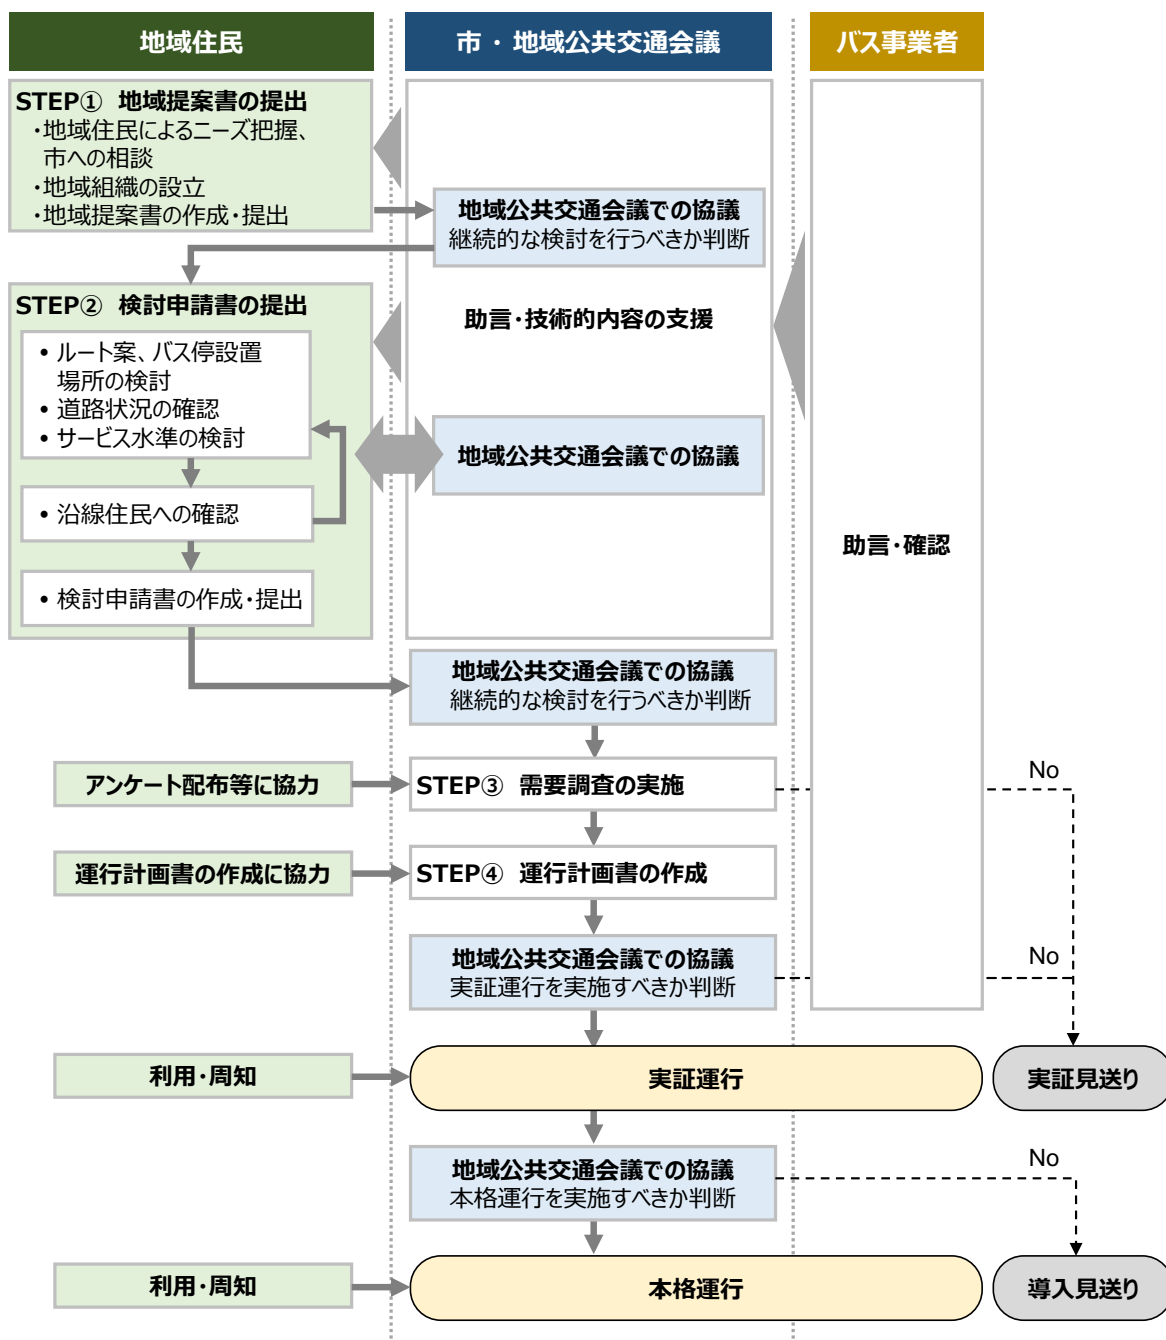 地域住民
市・地域公共交通会議
バス事業者
STEP① 地域提案書の提出
・地域住民によるニーズ把握、
市への相談
・地域組織の設立
・地域提案書の作成・提出
地域公共交通会議での協議
継続的な検討を行うべきか判断
STEP② 検討申請書の提出
• ルート案、バス停設置
場所の検討
• 道路状況の確認
• サービス水準の検討
• 沿線住民への確認
• 検討申請書の作成・提出
助言・技術的内容の支援
地域公共交通会議での協議
助言・確認
地域公共交通会議での協議
継続的な検討を行うべきか判断
アンケート配布等に協力
STEP③ 需要調査の実施
No
運行計画書の作成に協力
STEP④ 運行計画書の作成
地域公共交通会議での協議
実証運行を実施すべきか判断
No
利用・周知
実証運行
実証見送り
地域公共交通会議での協議
本格運行を実施すべきか判断
No
利用・周知
本格運行
導入見送り